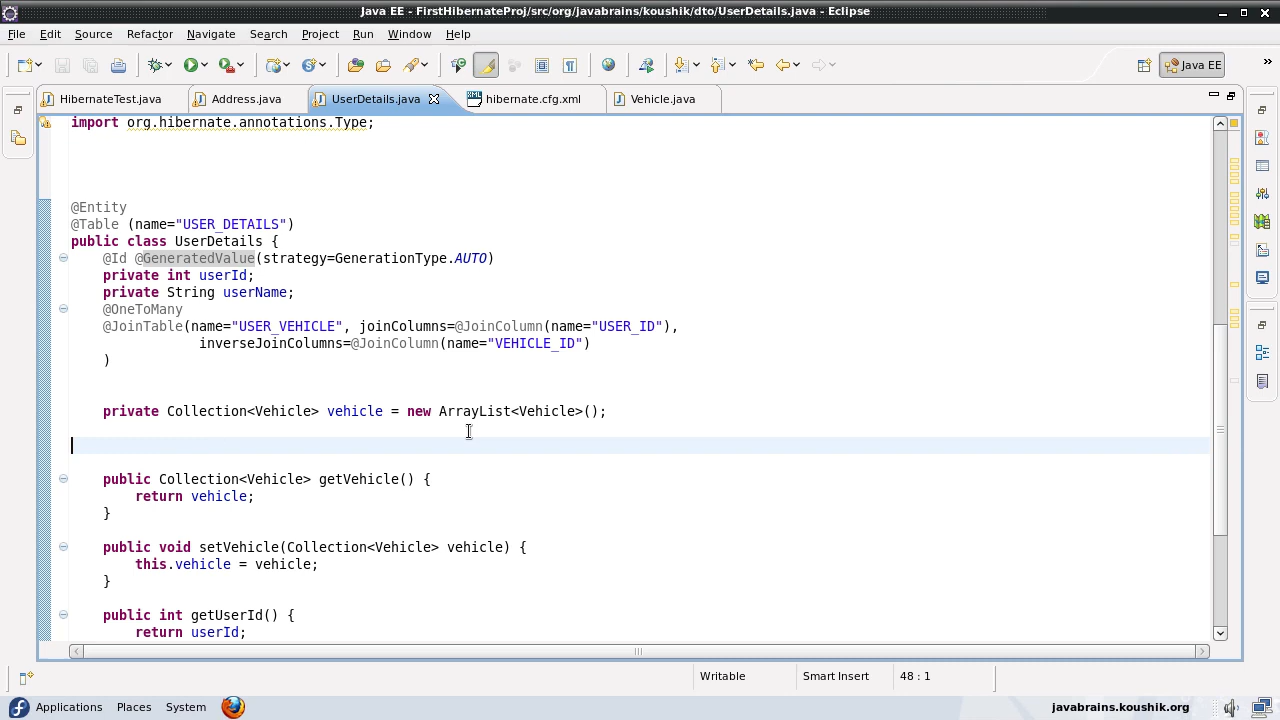 Java EE - FirstHibernateProj/src/org/javabrains/koushik/dto/UserDetails.java - Eclipse
File Edit Source Refactor Navigate Search Project Run Window Help
Java EE
»
HibernateTest.java Address.java UserDetails.java hibernate.cfg.xml Vehicle.java
import org.hibernate.annotations.Type;
@Entity
@Table (name="USER_DETAILS")
public class UserDetails {
@Id @GeneratedValue(strategy=GenerationType.AUTO)
private int userId;
private String userName;
@OneToMany
@JoinTable(name="USER_VEHICLE", joinColumns=@JoinColumn(name="USER_ID"),
inverseJoinColumns=@JoinColumn(name="VEHICLE_ID")
)
private Collection<Vehicle> vehicle = new ArrayList<Vehicle>();
public Collection<Vehicle> getVehicle() {
return vehicle;
}
public void setVehicle(Collection<Vehicle> vehicle) {
this.vehicle = vehicle;
}
public int getUserId() {
return userId;
Writable Smart Insert 48 : 1
Applications Places System javabrains.koushik.org